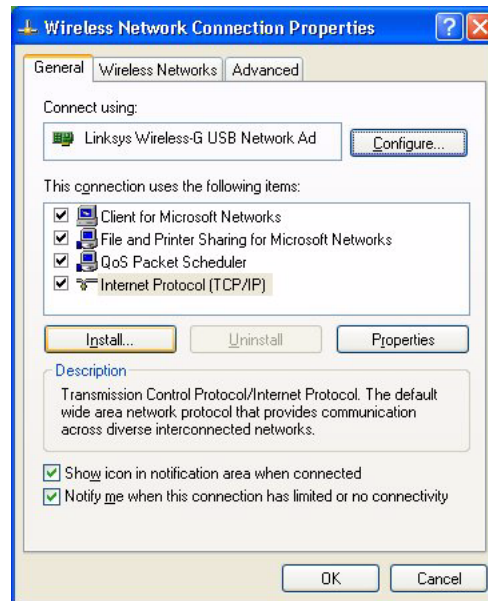 Wireless Network Connection Properties
General Wireless Networks Advanced
Connect using:
Linksys Wireless-G USB Network Ad
Configure...
This connection uses the following items:
Client for Microsoft Networks
File and Printer Sharing for Microsoft Networks
QoS Packet Scheduler
Internet Protocol (TCP/IP)
Install... Uninstall Properties
Description
Transmission Control Protocol/Internet Protocol. The default
wide area network protocol that provides communication
across diverse interconnected networks.
Show icon in notification area when connected
Notify me when this connection has limited or no connectivity
OK Cancel